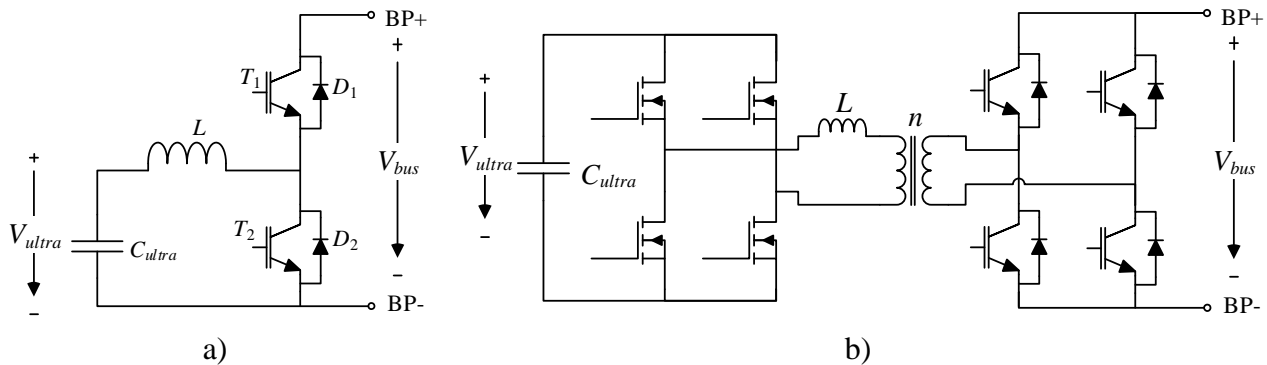 BP+
+
T1
D1
L
+
Vbus
Vultra
T2
D2
Cultra
−
−
BP-
a)
BP+
+
+
L
n
Vultra
Cultra
Vbus
−
−
BP-
b)